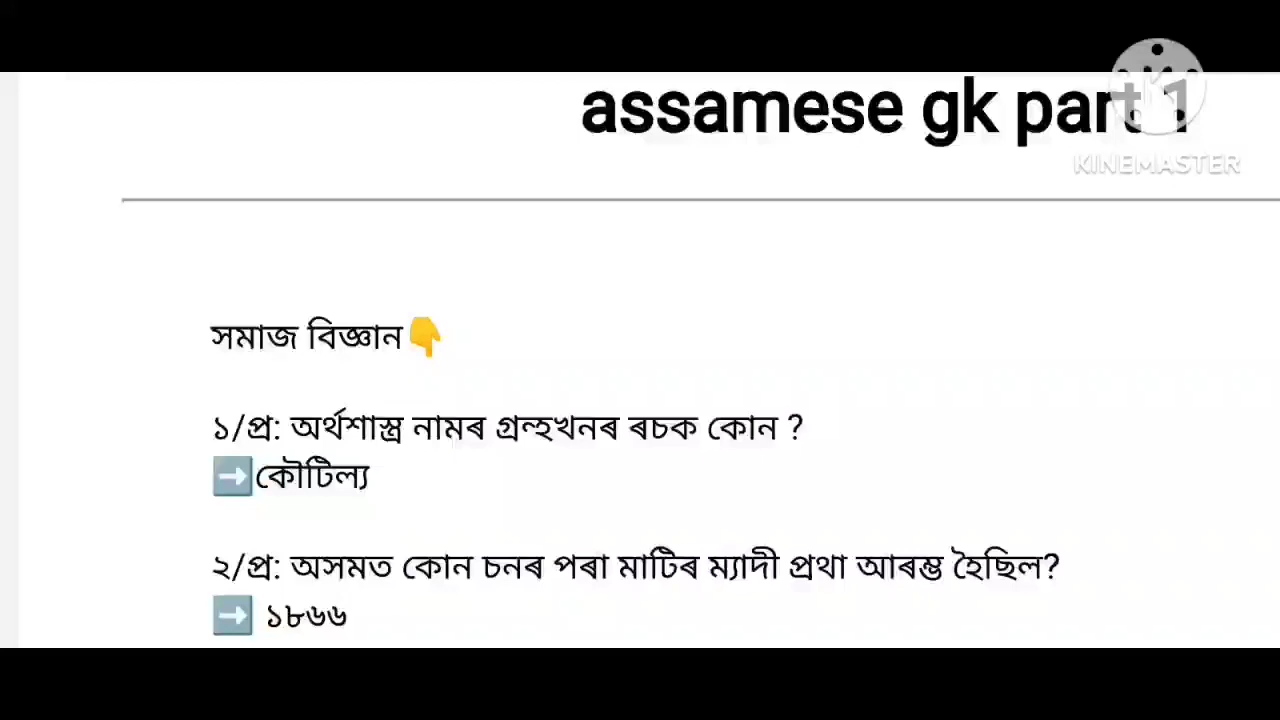 assamese gk part 1
KINEMASTER
সমাজ বিজ্ঞান👇
১/প্ৰ: অৰ্থশাস্ত্ৰ নামৰ গ্ৰন্হখনৰ ৰচক কোন ?
➡️কৌটিল্য
২/প্ৰ: অসমত কোন চনৰ পৰা মাটিৰ ম্যাদী প্ৰথা আৰম্ভ হৈছিল?
➡️ ১৮৬৬